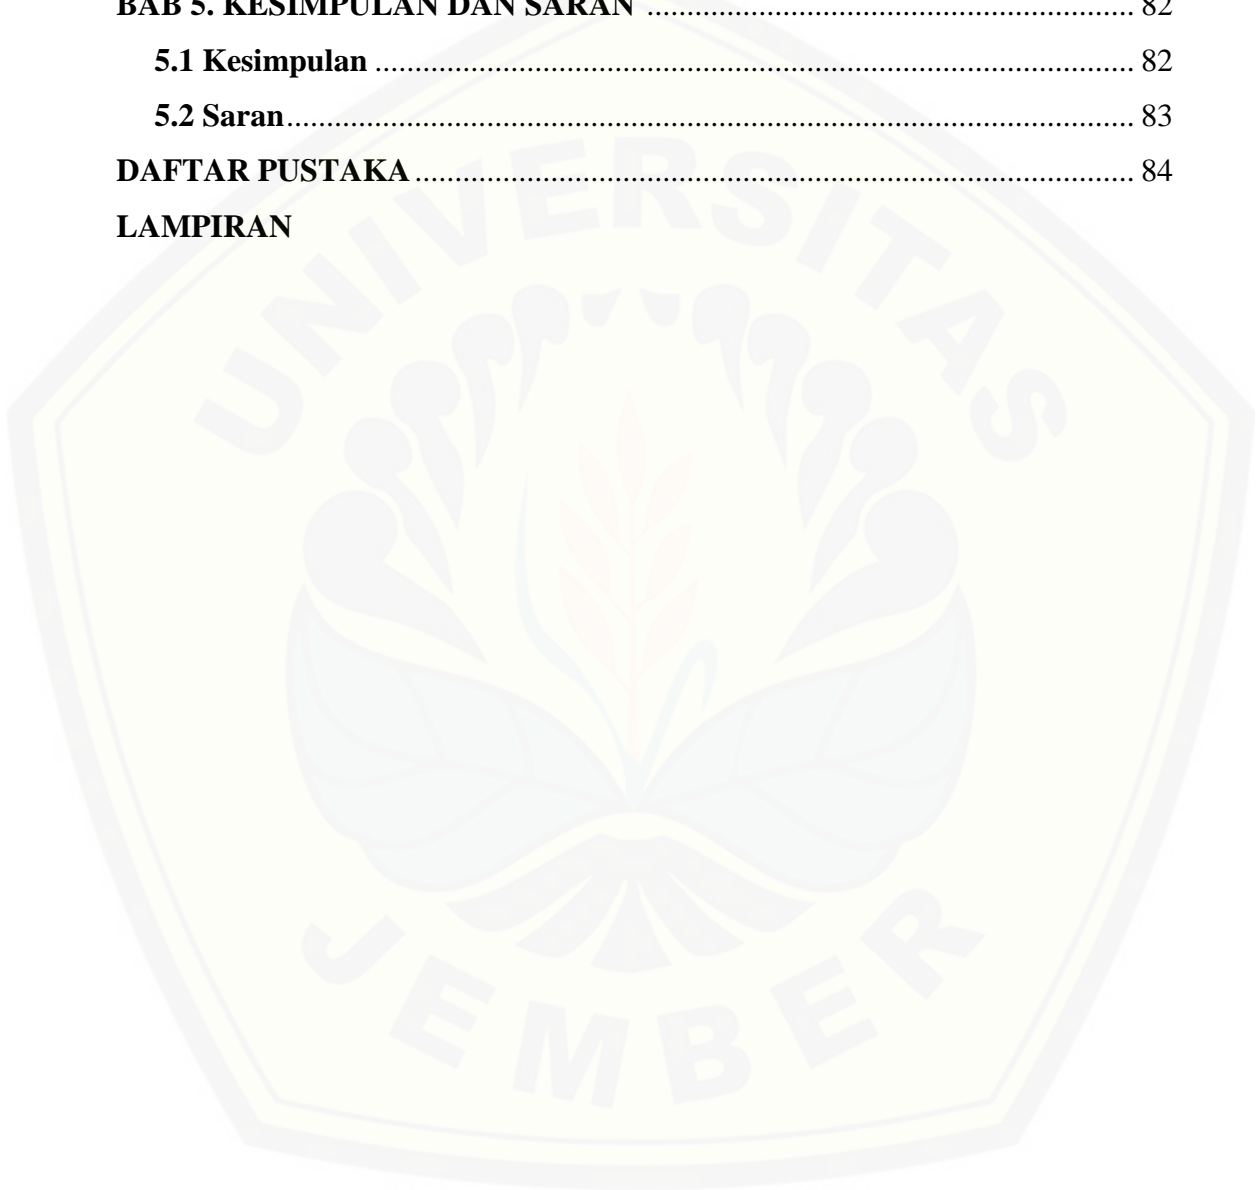 BAB 5. KESIMPULAN DAN SARAN ........................................................ 82
5.1 Kesimpulan ................................................................................ 82
5.2 Saran ......................................................................................... 83
DAFTAR PUSTAKA ............................................................................ 84
LAMPIRAN
UNIVERSITAS
JEMBER